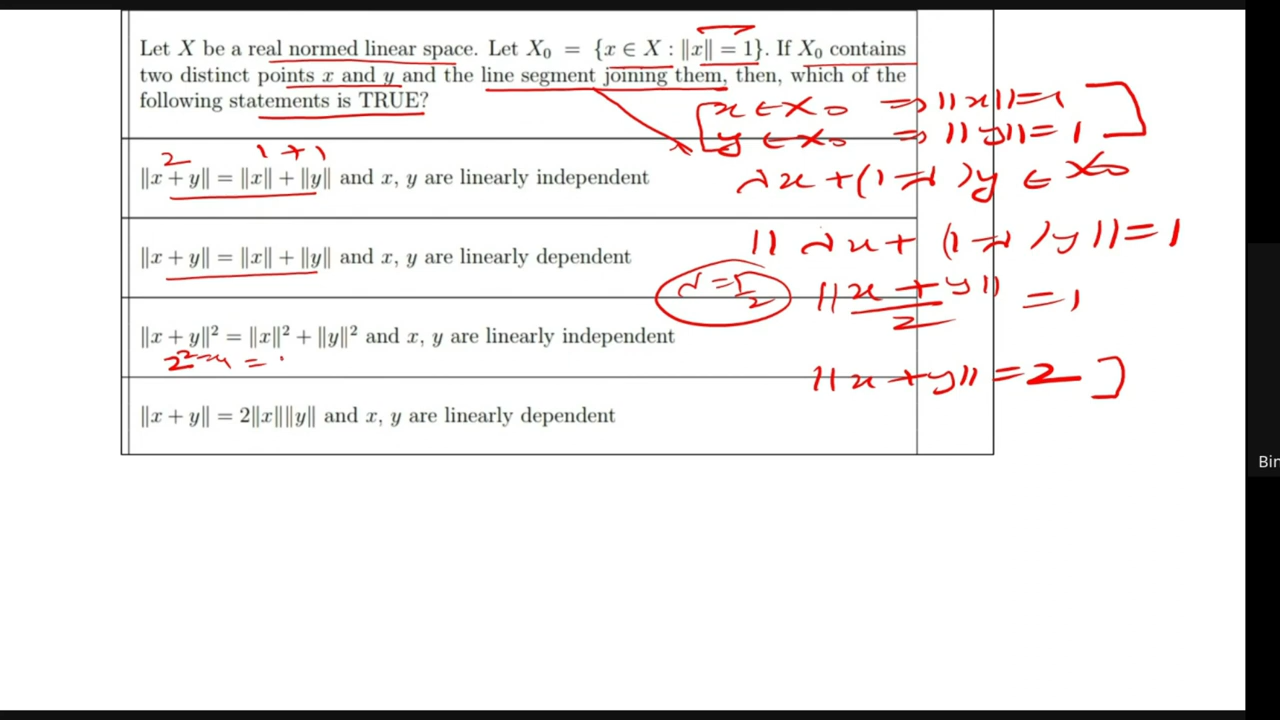 Let X be a real normed linear space. Let X₀ = {x ∈ X : ‖x‖ = 1}. If X₀ contains
two distinct points x and y and the line segment joining them, then, which of the
following statements is TRUE?
x ∈ X₀ ⇒ ||x|| = 1
y ∈ X₀ ⇒ ||y|| = 1
2 1 + 1
‖x + y‖ = ‖x‖ + ‖y‖ and x, y are linearly independent
λx + (1-λ)y ∈ X₀
|| λx + (1-λ)y || = 1
‖x + y‖ = ‖x‖ + ‖y‖ and x, y are linearly dependent
λ = 1/2 ||x + y||/2 = 1
‖x + y‖² = ‖x‖² + ‖y‖² and x, y are linearly independent
2² =
||x + y|| = 2 ]
‖x + y‖ = 2‖x‖‖y‖ and x, y are linearly dependent